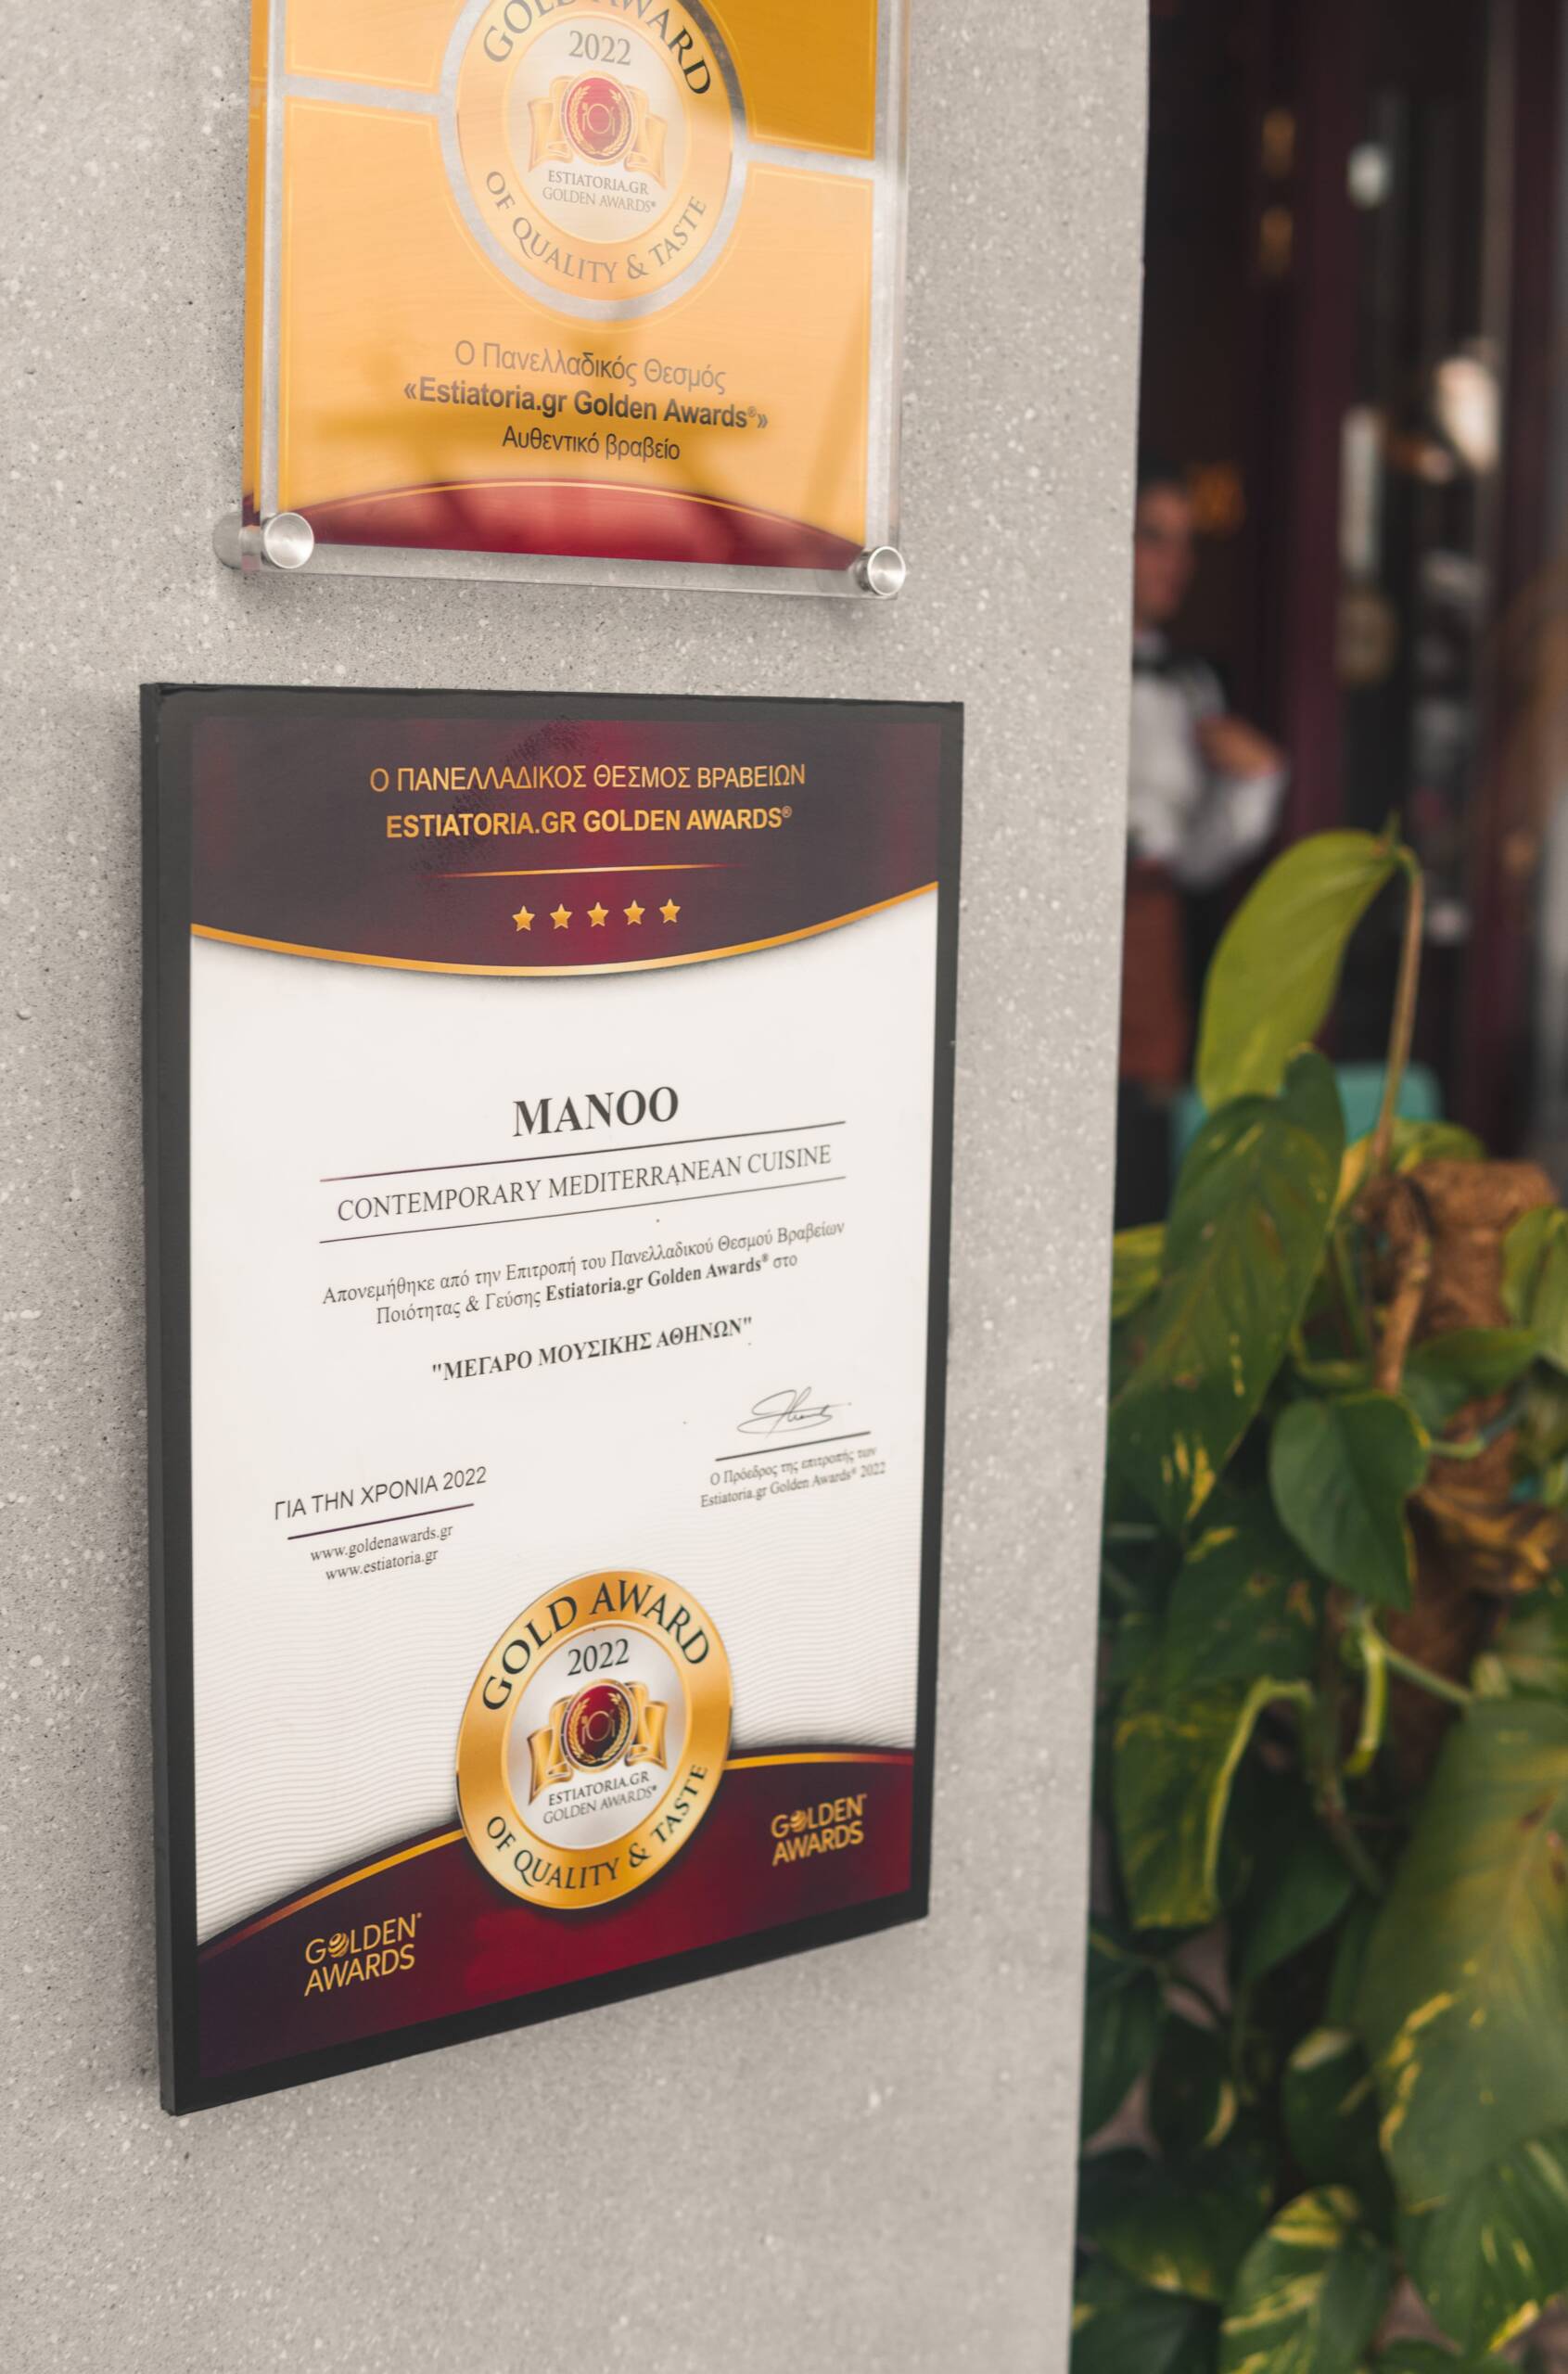 GOLD AWARD
2022
ESTIATORIA.GR
GOLDEN AWARDS®
OF QUALITY & TASTE
Ο Πανελλαδικός Θεσμός
«Estiatoria.gr Golden Awards®»
Αυθεντικό βραβείο
Ο ΠΑΝΕΛΛΑΔΙΚΟΣ ΘΕΣΜΟΣ ΒΡΑΒΕΙΩΝ
ESTIATORIA.GR GOLDEN AWARDS®
MANOO
CONTEMPORARY MEDITERRANEAN CUISINE
Απονεμήθηκε από την Επιτροπή του Πανελλαδικού Θεσμού Βραβείων
Ποιότητας & Γεύσης Estiatoria.gr Golden Awards® στο
"ΜΕΓΑΡΟ ΜΟΥΣΙΚΗΣ ΑΘΗΝΩΝ"
Ο Πρόεδρος της επιτροπής των
Estiatoria.gr Golden Awards® 2022
ΓΙΑ ΤΗΝ ΧΡΟΝΙΑ 2022
www.goldenawards.gr
www.estiatoria.gr
GOLD AWARD
2022
ESTIATORIA.GR
GOLDEN AWARDS®
OF QUALITY & TASTE
GOLDEN
AWARDS
GOLDEN
AWARDS